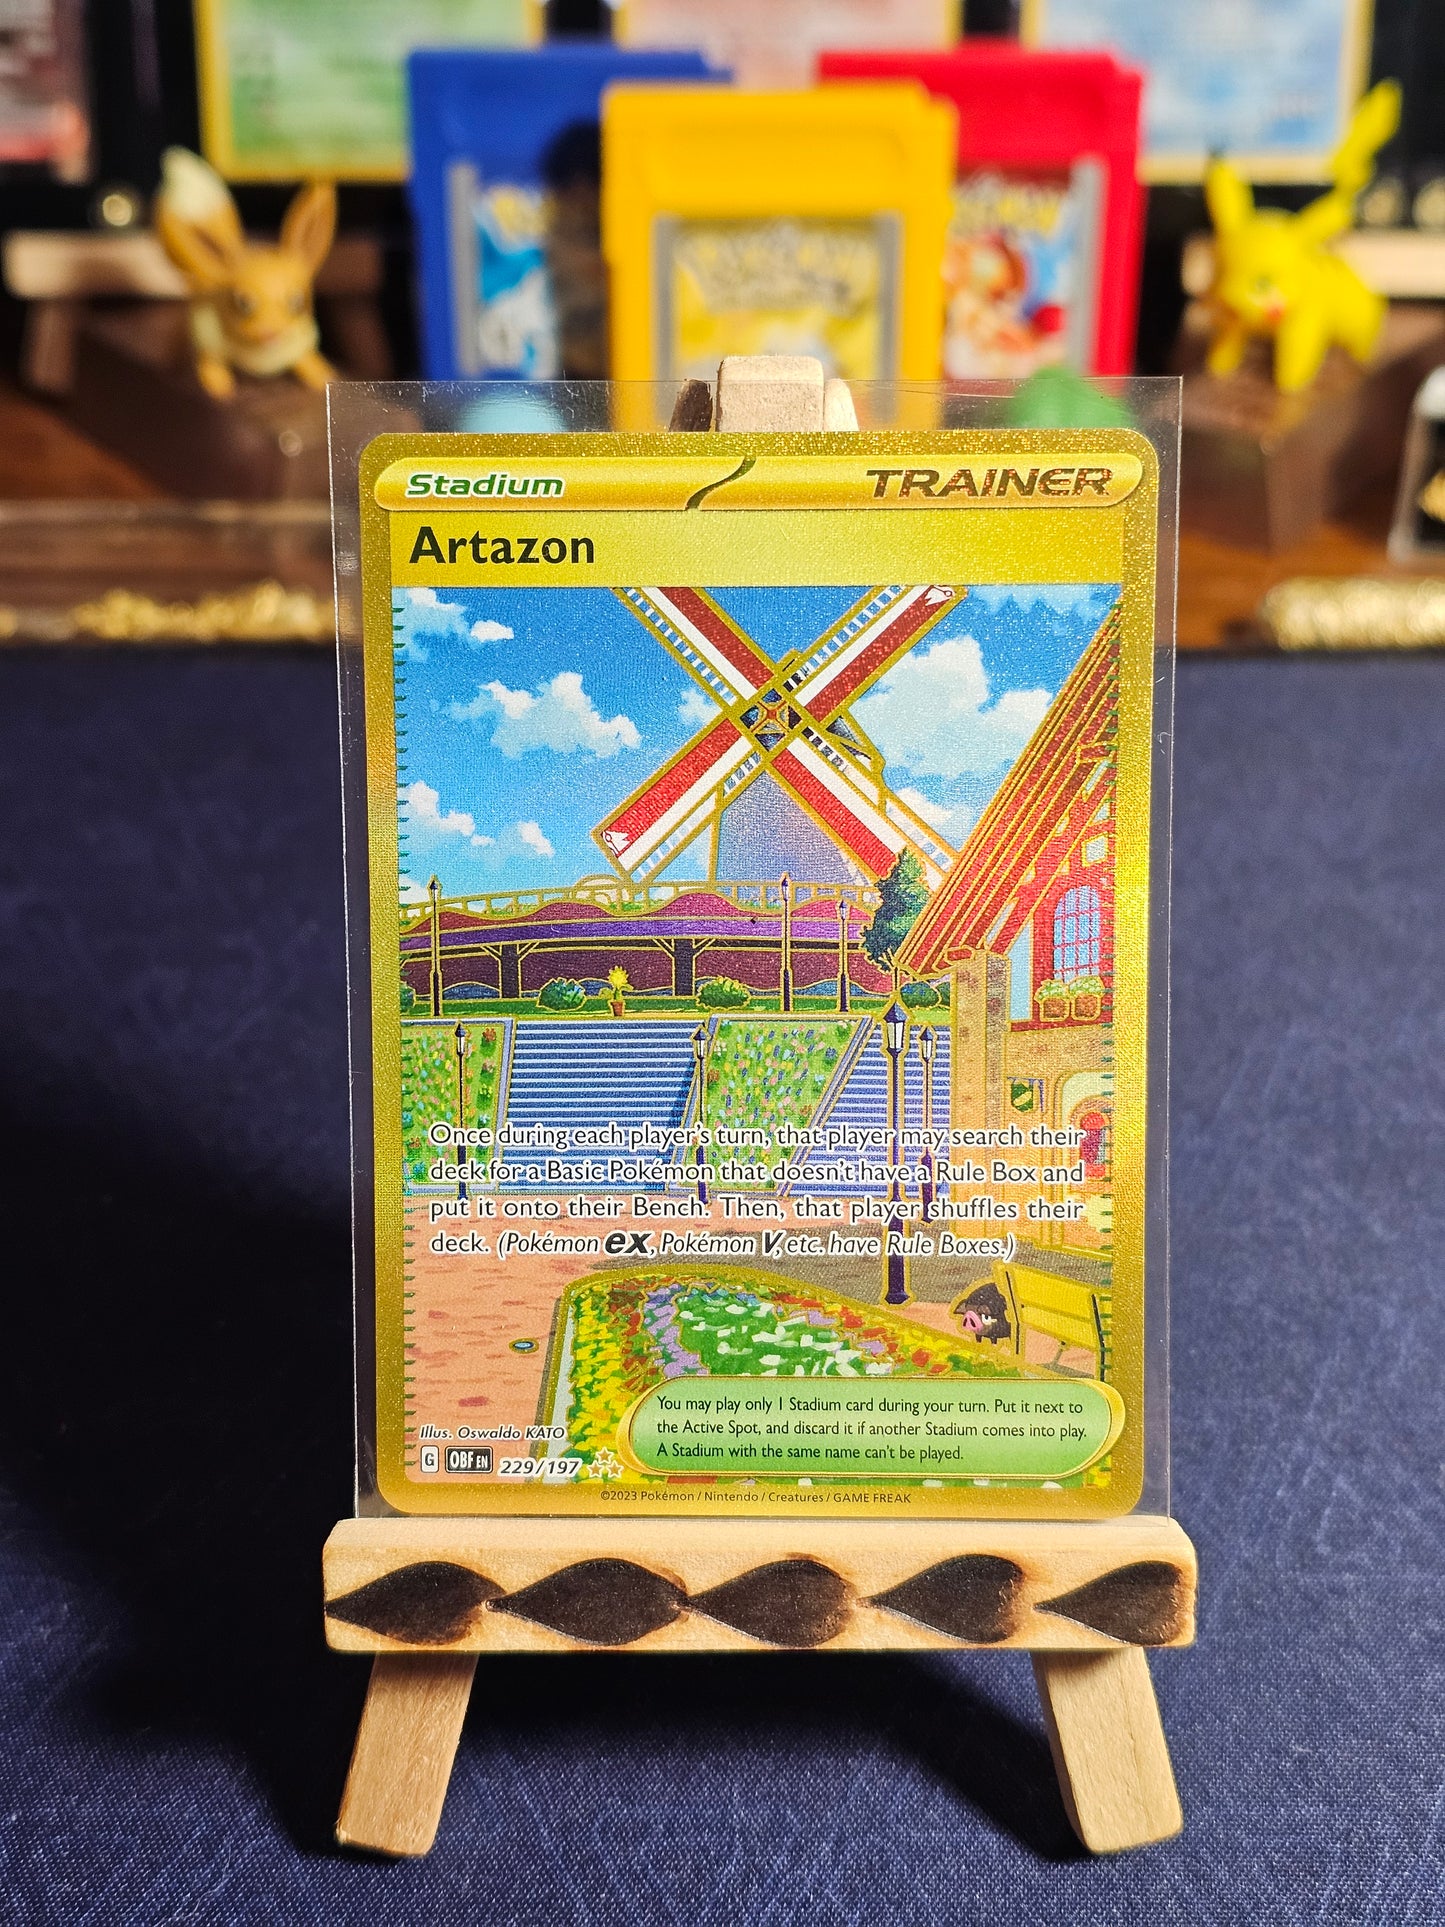 Stadium
TRAINER
Artazon
Once during each player's turn, that player may search their
deck for a Basic Pokémon that doesn't have a Rule Box and
put it onto their Bench. Then, that player shuffles their
deck. (Pokémon ex, Pokémon V, etc. have Rule Boxes.)
You may play only 1 Stadium card during your turn. Put it next to
the Active Spot, and discard it if another Stadium comes into play.
A Stadium with the same name can't be played.
Illus. Oswaldo KATO
G OBF EN 229/197
©2023 Pokémon / Nintendo / Creatures / GAME FREAK